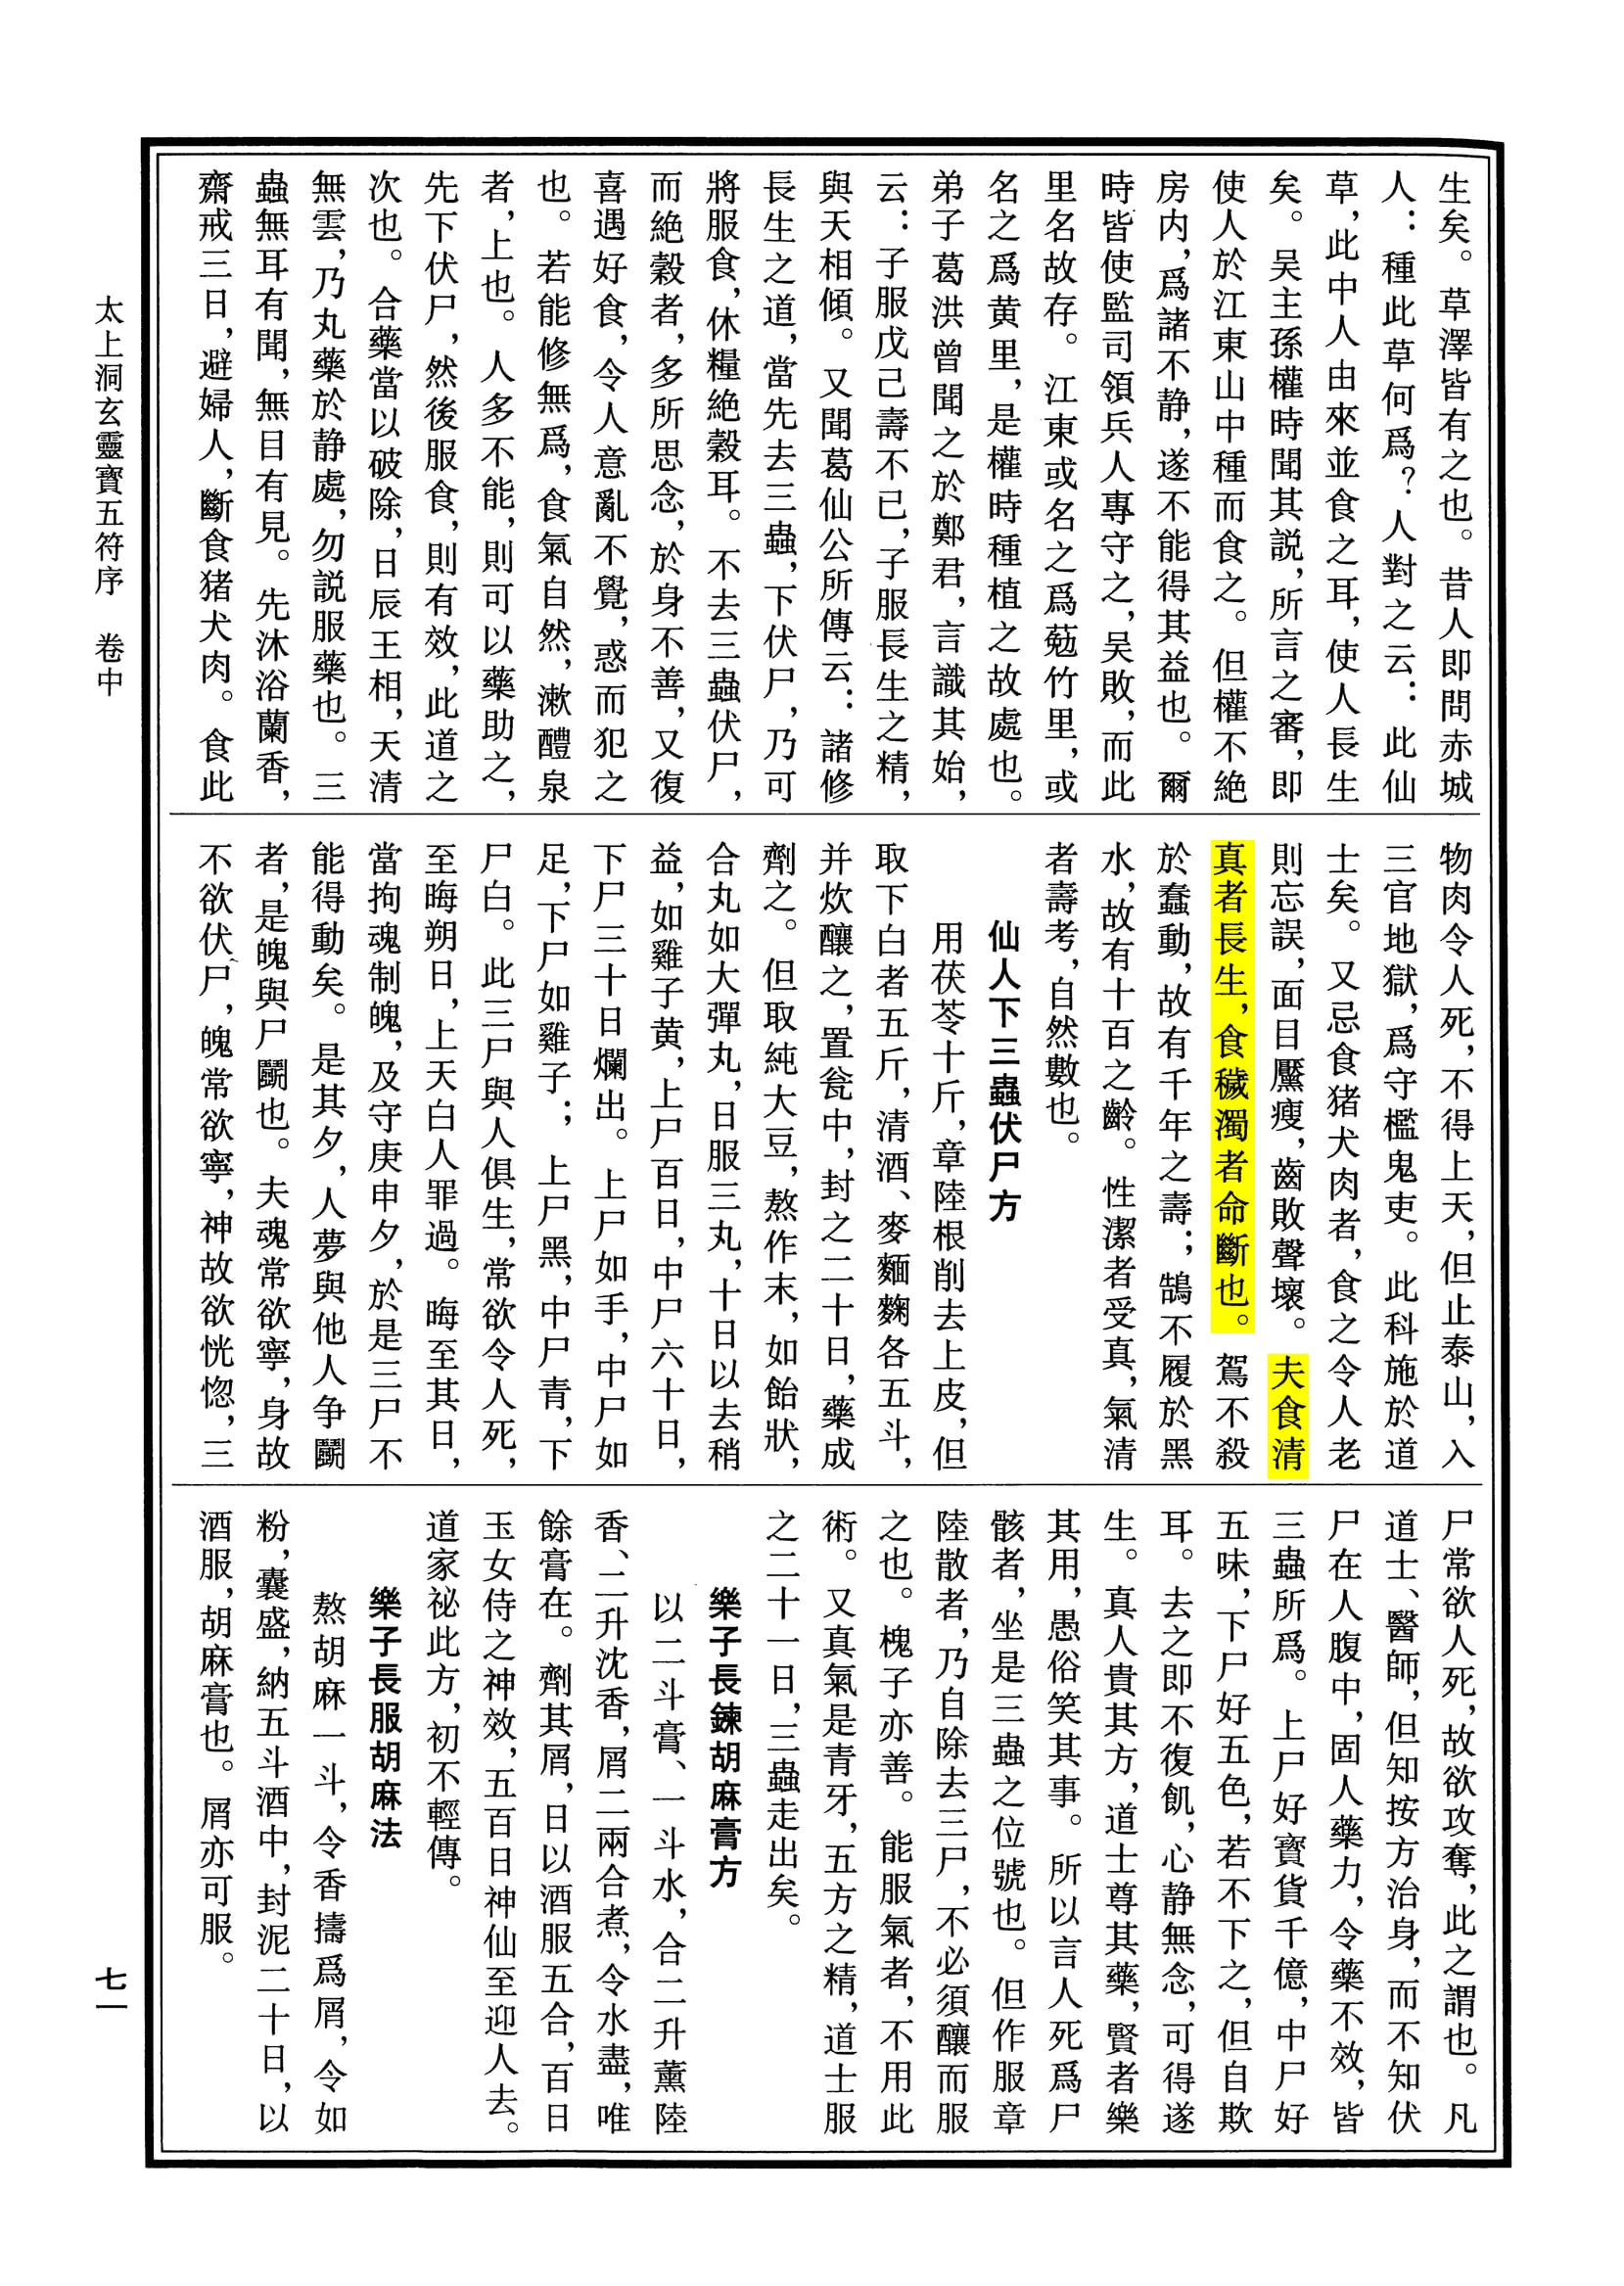 生矣。草澤皆有之也。昔人即問赤城
人：種此草何爲？人對之云：此仙
草，此中人由來並食之耳，使人長生
矣。吴主孫權時聞其説，所言之審，即
使人於江東山中種而食之。但權不絶
房内，爲諸不静，遂不能得其益也。爾
時皆使監司領兵人專守之，吴敗，而此
里名故存。江東或名之爲葂竹里，或
名之爲黄里，是權時種植之故處也。
弟子葛洪曾聞之於鄭君，言識其始，
云：子服戊己壽不已，子服長生之精，
與天相傾。又聞葛仙公所傳云：諸修
長生之道，當先去三蟲，下伏尸，乃可
將服食，休糧絶穀耳。不去三蟲伏尸，
而絶穀者，多所思念，於身不善，又復
喜遇好食，令人意亂不覺，惑而犯之
也。若能修無爲，食氣自然，漱醴泉
者，上也。人多不能，則可以藥助之，
先下伏尸，然後服食，則有效，此道之
次也。合藥當以破除，日辰王相，天清
無雲，乃丸藥於静處，勿説服藥也。三
蟲無耳有聞，無目有見。先沐浴蘭香，
齋戒三日，避婦人，斷食猪犬肉。食此
物肉令人死，不得上天，但止泰山，入
三官地獄，爲守檻鬼吏。此科施於道
士矣。又忌食猪犬肉者，食之令人老
則忘誤，面目黶瘦，齒敗聲壞。夫食清
真者長生，食穢濁者命斷也。駕不殺
於蠢動，故有千年之壽；鵠不履於黑
水，故有十百之齡。性潔者受真，氣清
者壽考，自然數也。
仙人下三蟲伏尸方
用茯苓十斤，章陸根削去上皮，但
取下白者五斤，清酒、麥麵麴各五斗，
并炊釀之，置瓮中，封之二十日，藥成
劑之。但取純大豆，熬作末，如飴狀，
合丸如大彈丸，日服三丸，十日以去稍
益，如雞子黄，上尸百日，中尸六十日，
下尸三十日爛出。上尸如手，中尸如
足，下尸如雞子；上尸黑，中尸青，下
尸白。此三尸與人俱生，常欲令人死，
至晦朔日，上天白人罪過。晦至其日，
當拘魂制魄，及守庚申夕，於是三尸不
能得動矣。是其夕，人夢與他人争鬭
者，是魄與尸鬭也。夫魂常欲寧，身故
不欲伏尸，魄常欲寧，神故欲恍惚，三
尸常欲人死，故欲攻奪，此之謂也。凡
道士、醫師，但知按方治身，而不知伏
尸在人腹中，固人藥力，令藥不效，皆
三蟲所爲。上尸好寳貨千億，中尸好
五味，下尸好五色，若不下之，但自欺
耳。去之即不復飢，心静無念，可得遂
生。真人貴其方，道士尊其藥，賢者樂
其用，愚俗笑其事。所以言人死爲尸
骸者，坐是三蟲之位號也。但作服章
陸散者，乃自除去三尸，不必須釀而服
之也。槐子亦善。能服氣者，不用此
術。又真氣是青牙，五方之精，道士服
之二十一日，三蟲走出矣。
樂子長鍊胡麻膏方
以二斗膏、一斗水，合二升薰陸
香、二升沈香，屑二兩合煮，令水盡，唯
餘膏在。劑其屑，日以酒服五合，百日
玉女侍之神效，五百日神仙至迎人去。
道家祕此方，初不輕傳。
樂子長服胡麻法
熬胡麻一斗，令香擣爲屑，令如
粉，囊盛，納五斗酒中，封泥二十日，以
酒服，胡麻膏也。屑亦可服。
太上洞玄靈寳五符序　卷中
七一